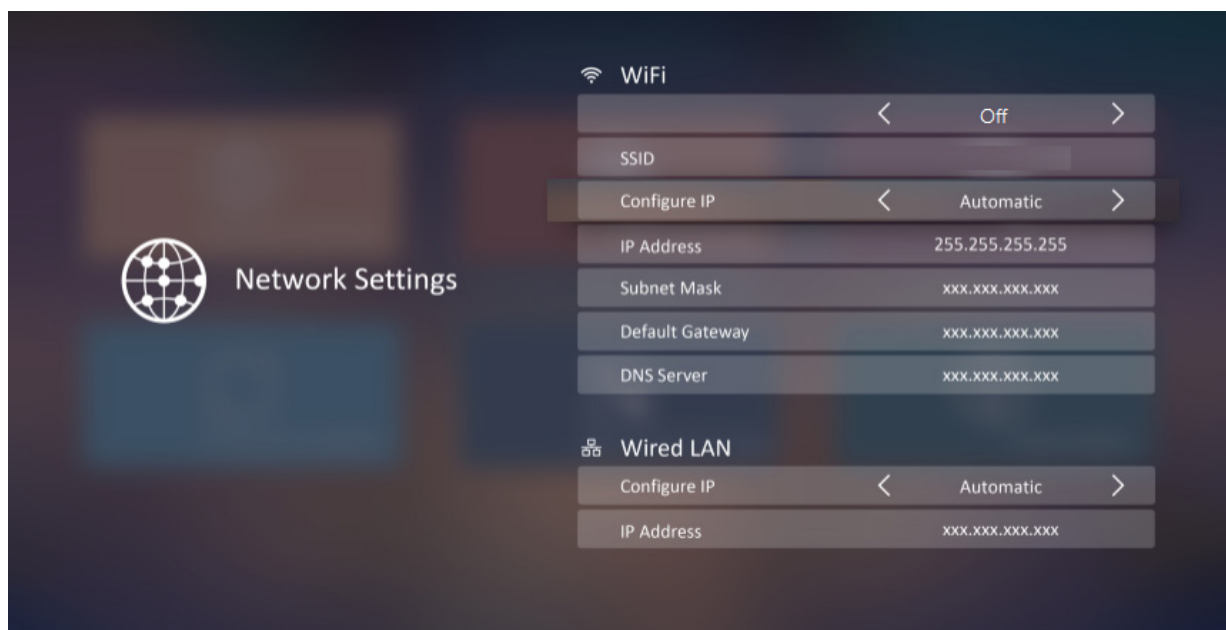 WiFi
Off
SSID
Configure IP Automatic
IP Address 255.255.255.255
Network Settings
Subnet Mask xxx.xxx.xxx.xxx
Default Gateway xxx.xxx.xxx.xxx
DNS Server xxx.xxx.xxx.xxx
Wired LAN
Configure IP Automatic
IP Address xxx.xxx.xxx.xxx